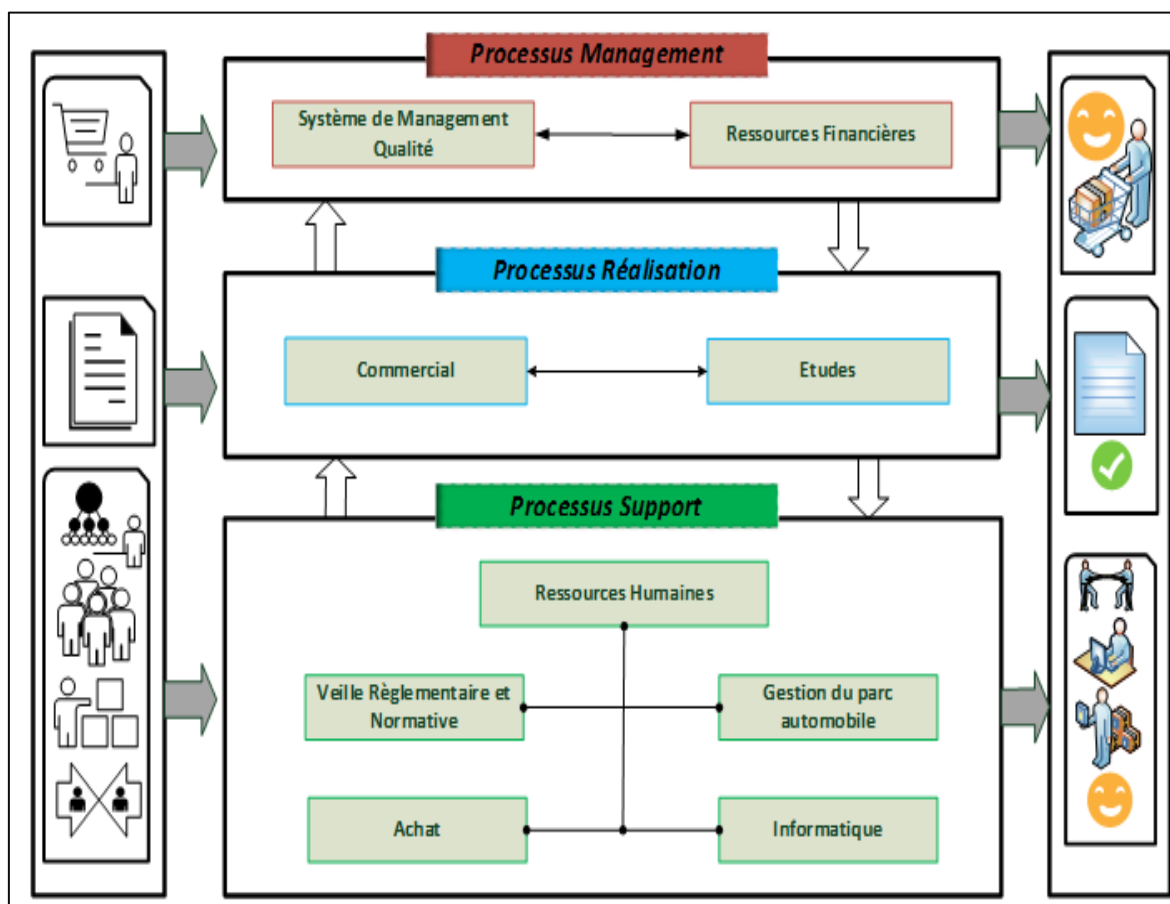 Processus Management
Système de Management
Qualité
Ressources Financières
Processus Réalisation
Commercial
Etudes
Processus Support
Ressources Humaines
Veille Règlementaire et
Normative
Gestion du parc
automobile
Achat
Informatique